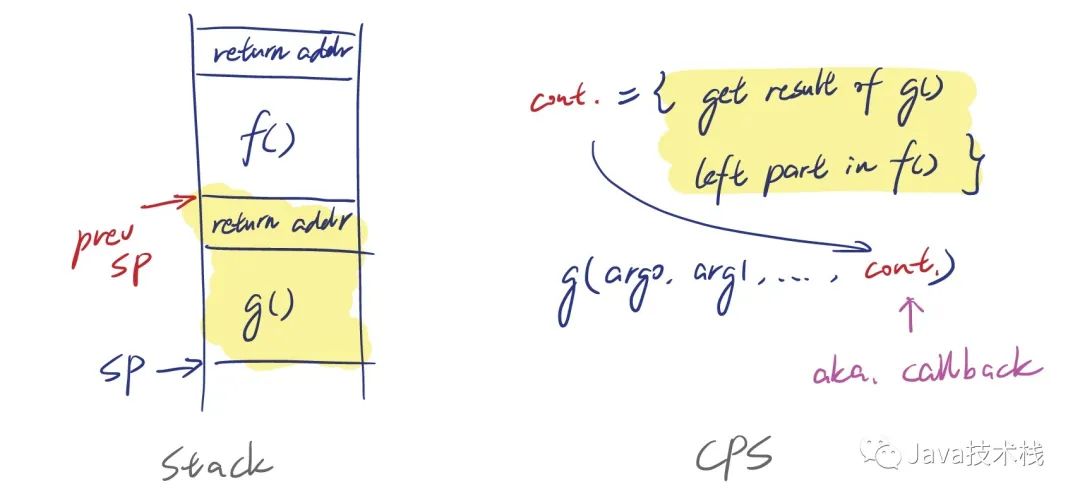 return addr
f()
prev
SP
return addr
g()
SP
Stack
cont. = { get result of g()
left part in f() }
g(arg0, arg1, ...., cont.)
aka. callback
CPS
Java技术栈